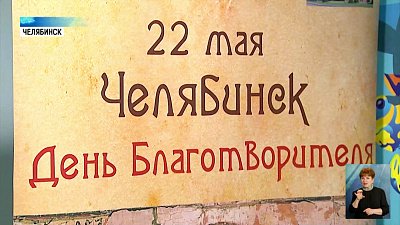 ЧЕЛЯБИНСК
22 мая
Челябинск
День Благотворителя